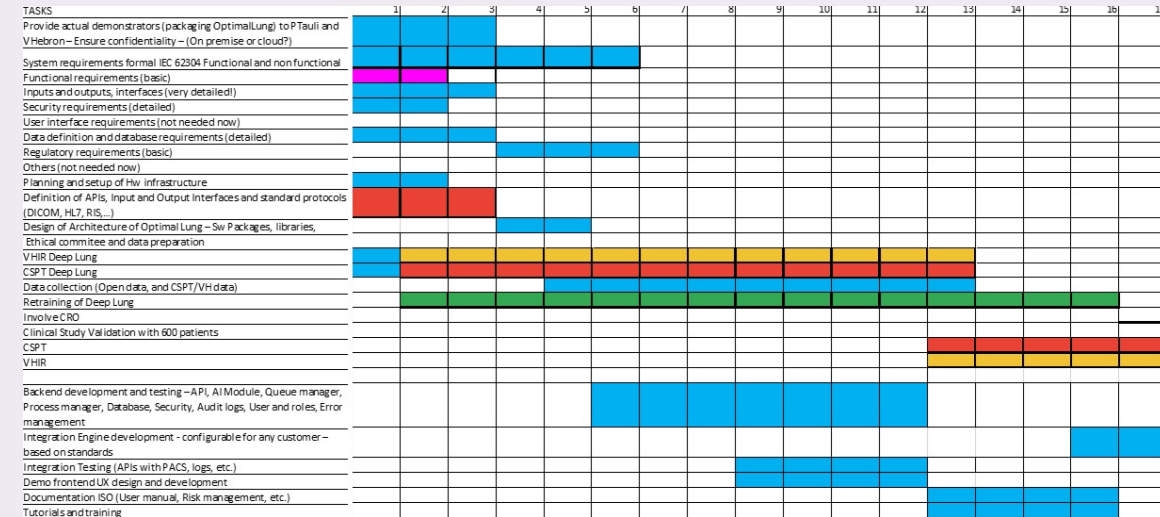 TASKS 1 2 3 4 5 6 7 8 9 10 11 12 13 14 15 16 1
Provide actual demonstrators (packaging OptimalLung) to PTauli and
VHebron – Ensure confidentiality – (On premise or cloud?)
System requirements formal IEC 62304 Functional and non functional
Functional requirements (basic)
Inputs and outputs, interfaces (very detailed!)
Security requirements (detailed)
User interface requirements (not needed now)
Data definition and database requirements (detailed)
Regulatory requirements (basic)
Others (not needed now)
Planning and setup of Hw infrastructure
Definition of APIs, Input and Output Interfaces and standard protocols
(DICOM, HL7, RIS,...)
Design of Architecture of Optimal Lung – Sw Packages, libraries,
Ethical commitee and data preparation
VHIR Deep Lung
CSPT Deep Lung
Data collection (Open data, and CSPT/VH data)
Retraining of Deep Lung
Involve CRO
Clinical Study Validation with 600 patients
CSPT
VHIR
Backend development and testing – API, AI Module, Queue manager,
Process manager, Database, Security, Audit logs, User and roles, Error
management
Integration Engine development - configurable for any customer –
based on standards
Integration Testing (APIs with PACS, logs, etc.)
Demo frontend UX design and development
Documentation ISO (User manual, Risk management, etc.)
Tutorials and training